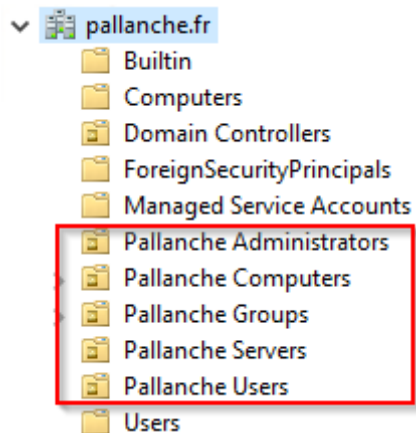 pallanche.fr
Builtin
Computers
Domain Controllers
ForeignSecurityPrincipals
Managed Service Accounts
Pallanche Administrators
Pallanche Computers
Pallanche Groups
Pallanche Servers
Pallanche Users
Users